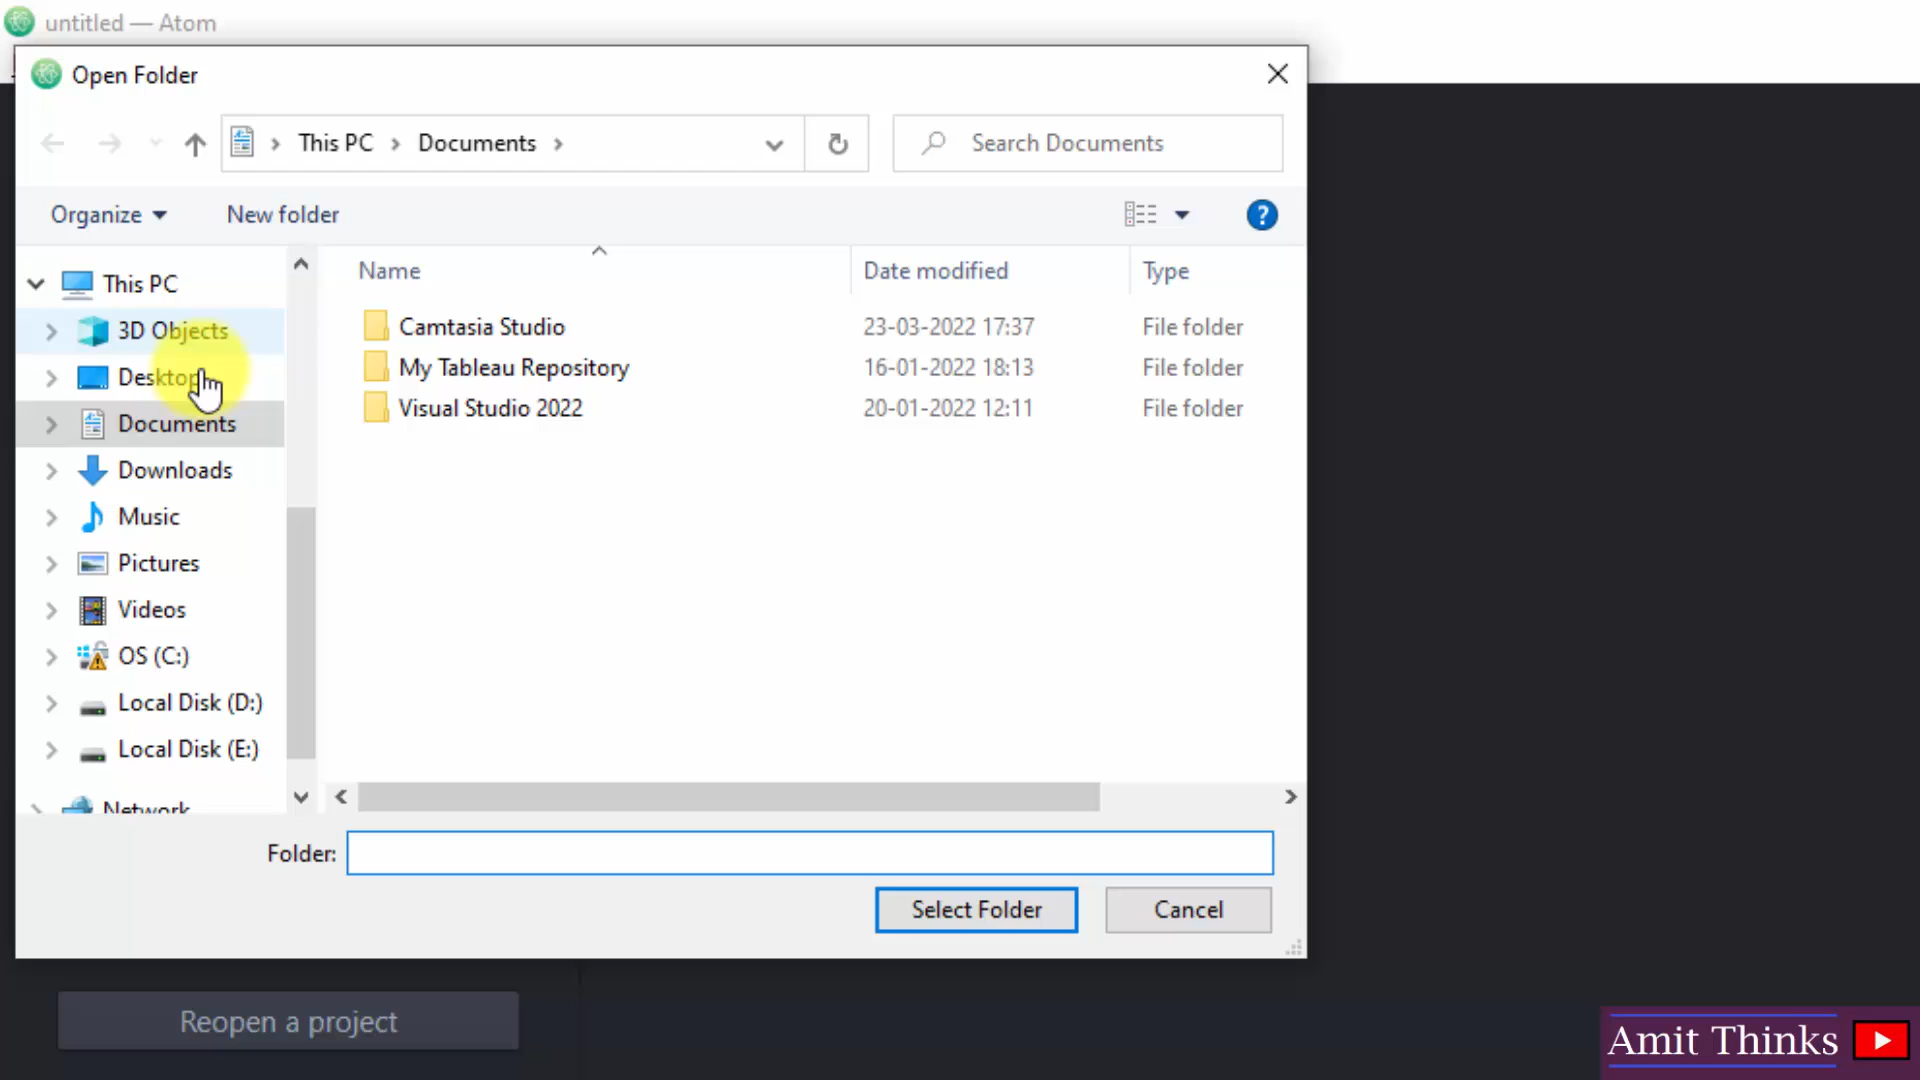 untitled — Atom
Open Folder
This PC
Documents
Search Documents
Organize
New folder
This PC
3D Objects
Desktop
Documents
Downloads
Music
Pictures
Videos
OS (C:)
Local Disk (D:)
Local Disk (E:)
Network
Name
Date modified
Type
Camtasia Studio
23-03-2022 17:37
File folder
My Tableau Repository
16-01-2022 18:13
File folder
Visual Studio 2022
20-01-2022 12:11
File folder
Folder:
Select Folder
Cancel
Reopen a project
Amit Thinks